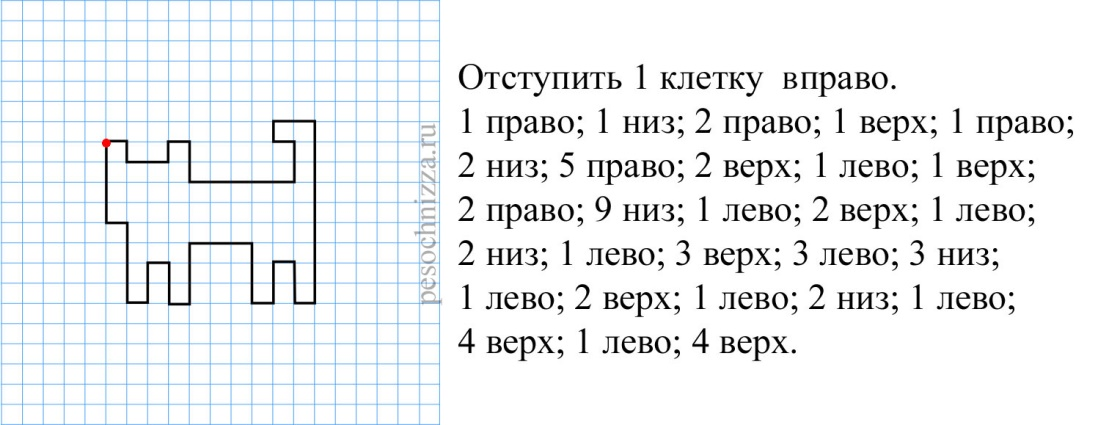 Отступить 1 клетку вправо.
1 право; 1 низ; 2 право; 1 верх; 1 право;
2 низ; 5 право; 2 верх; 1 лево; 1 верх;
2 право; 9 низ; 1 лево; 2 верх; 1 лево;
2 низ; 1 лево; 3 верх; 3 лево; 3 низ;
1 лево; 2 верх; 1 лево; 2 низ; 1 лево;
4 верх; 1 лево; 4 верх.
pesochnizza.ru